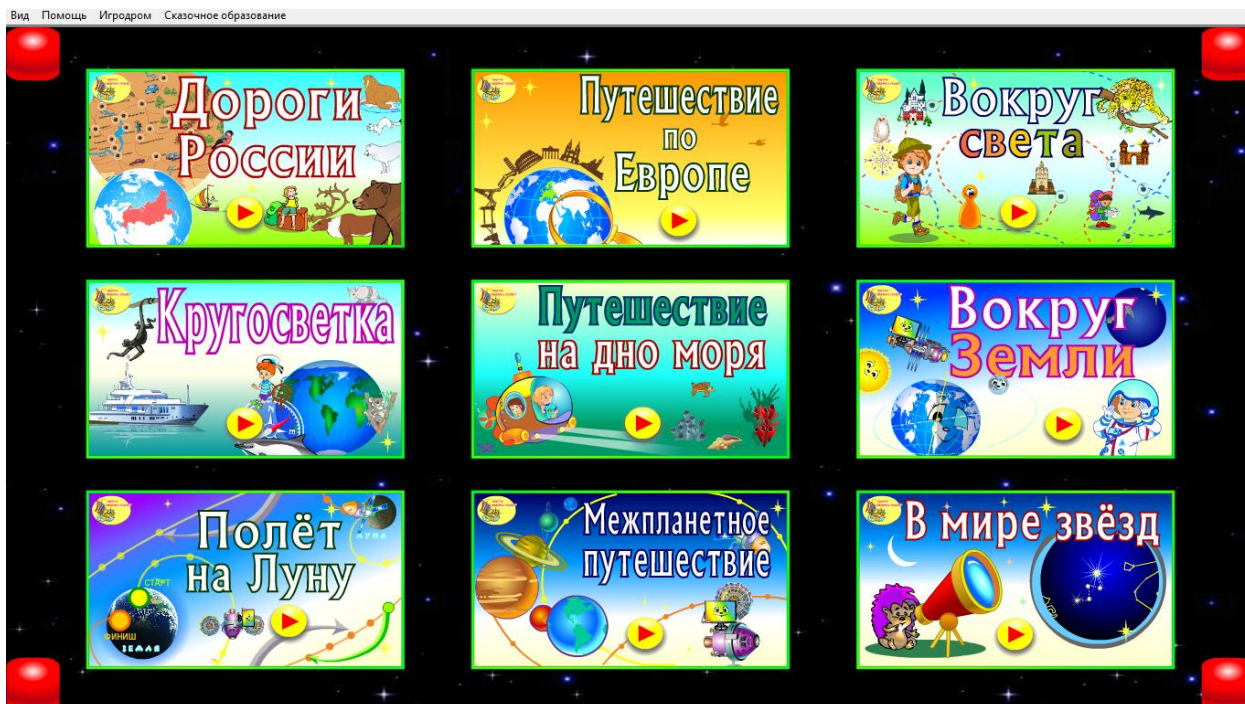 Вид Помощь Игродром Сказочное образование
Дороги
России
Путешествие
по
Европе
Вокруг
света
Кругосветка
Путешествие
на дно моря
Вокруг
Земли
Полёт
на Луну
ЛУНА
СТАРТ
ФИНИШ
ЗЕМЛЯ
Межпланетное
путешествие
В мире звёзд